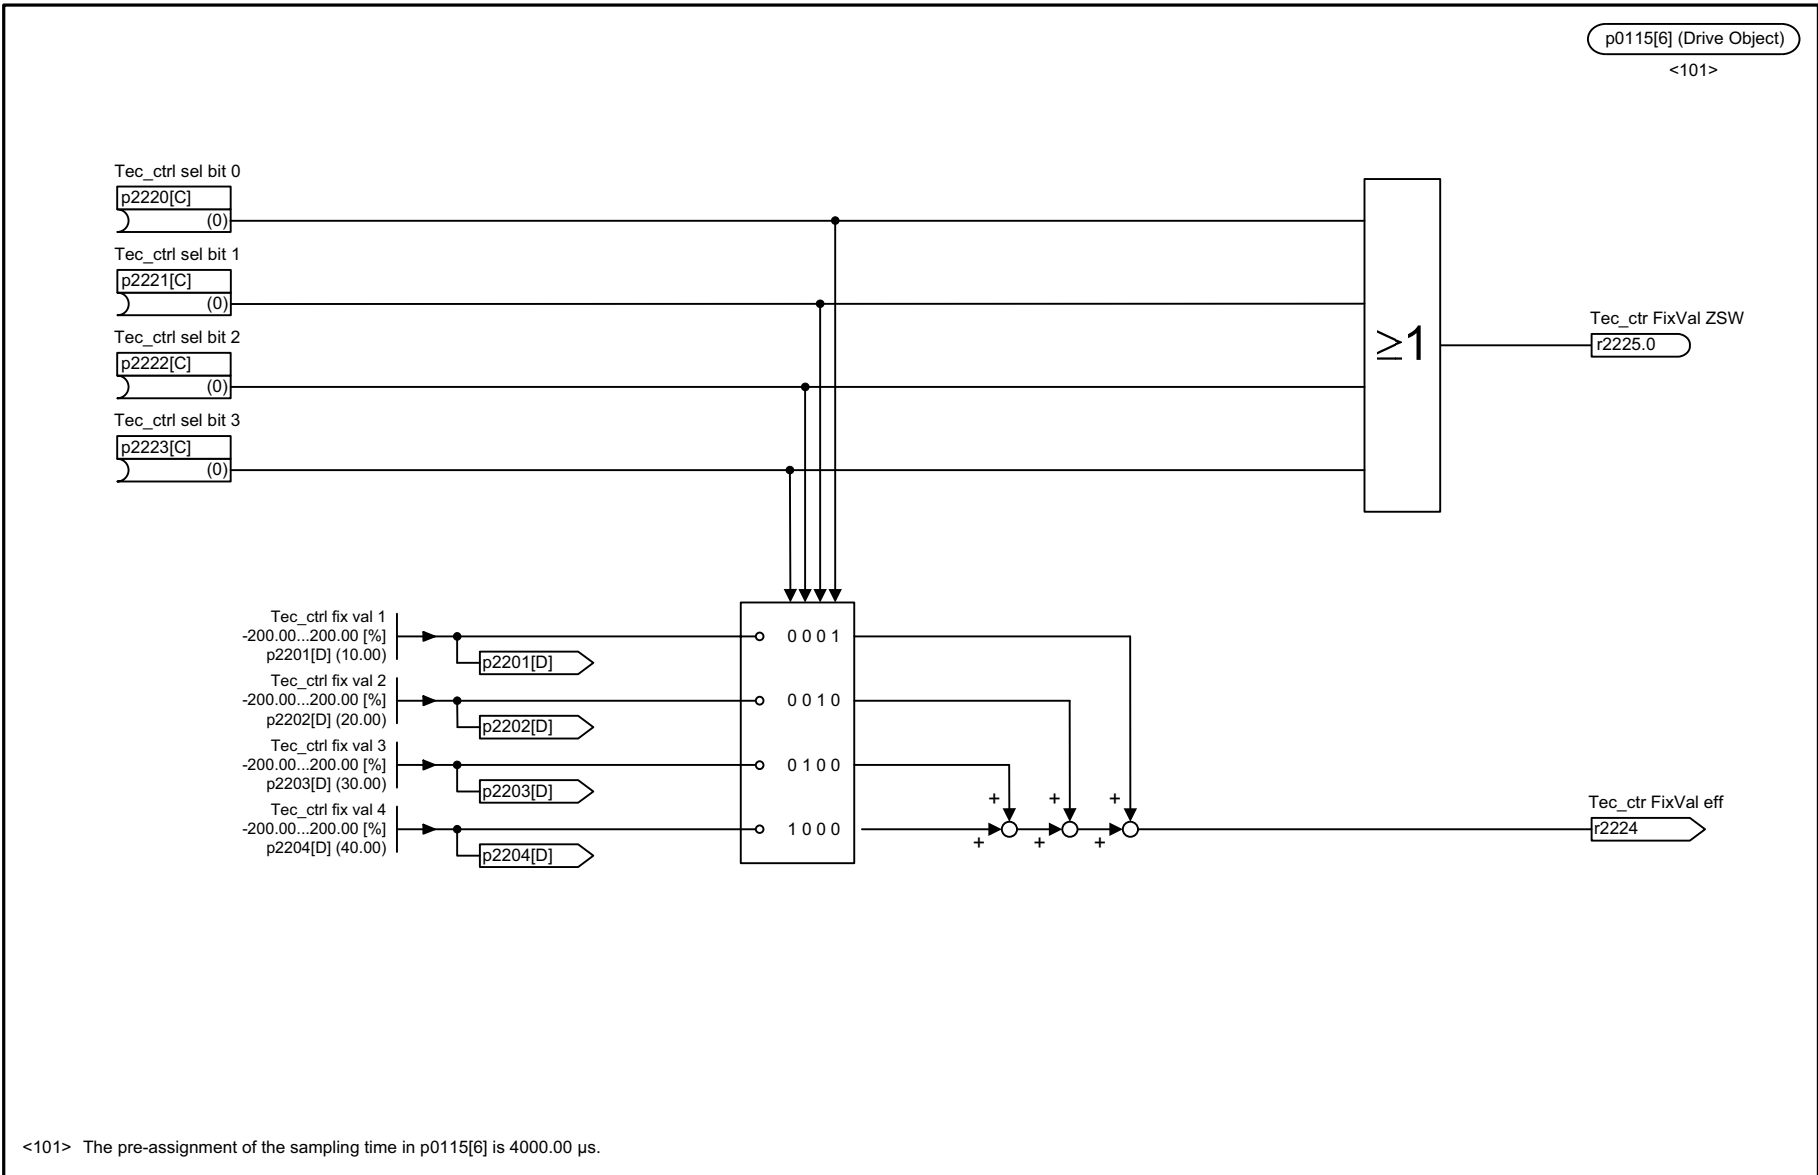 p0115[6] (Drive Object)
<101>
Tec_ctrl sel bit 0
p2220[C]
(0)
Tec_ctrl sel bit 1
p2221[C]
(0)
Tec_ctrl sel bit 2
p2222[C]
(0)
Tec_ctrl sel bit 3
p2223[C]
(0)
≥1
Tec_ctr FixVal ZSW
r2225.0
Tec_ctrl fix val 1
-200.00...200.00 [%]
p2201[D] (10.00)
p2201[D]
0 0 0 1
Tec_ctrl fix val 2
-200.00...200.00 [%]
p2202[D] (20.00)
p2202[D]
0 0 1 0
Tec_ctrl fix val 3
-200.00...200.00 [%]
p2203[D] (30.00)
p2203[D]
0 1 0 0
Tec_ctrl fix val 4
-200.00...200.00 [%]
p2204[D] (40.00)
p2204[D]
1 0 0 0
+ + +
+ + +
Tec_ctr FixVal eff
r2224
<101> The pre-assignment of the sampling time in p0115[6] is 4000.00 µs.